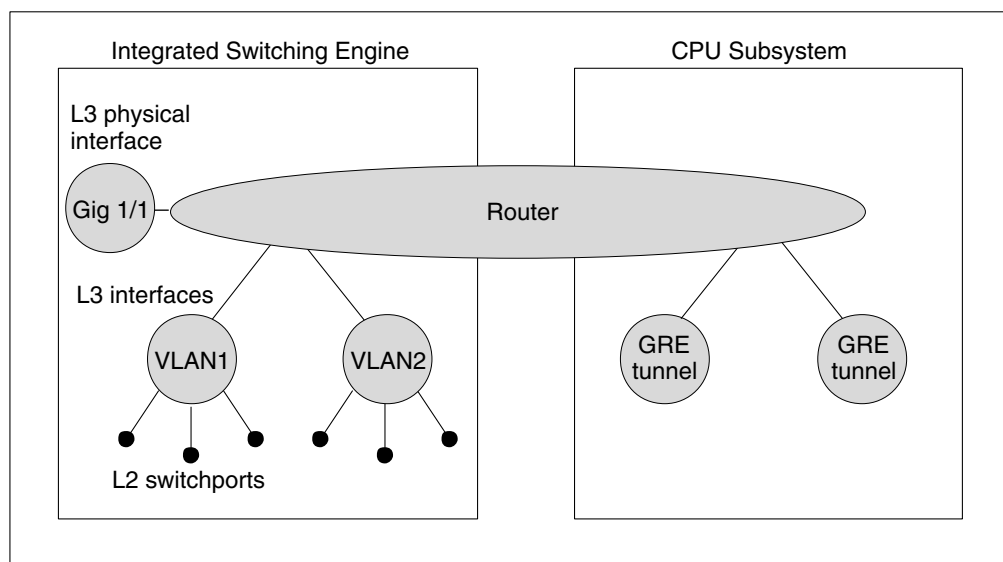 Integrated Switching Engine
CPU Subsystem
L3 physical
interface
Gig 1/1
Router
L3 interfaces
VLAN1
VLAN2
GRE
tunnel
GRE
tunnel
L2 switchports